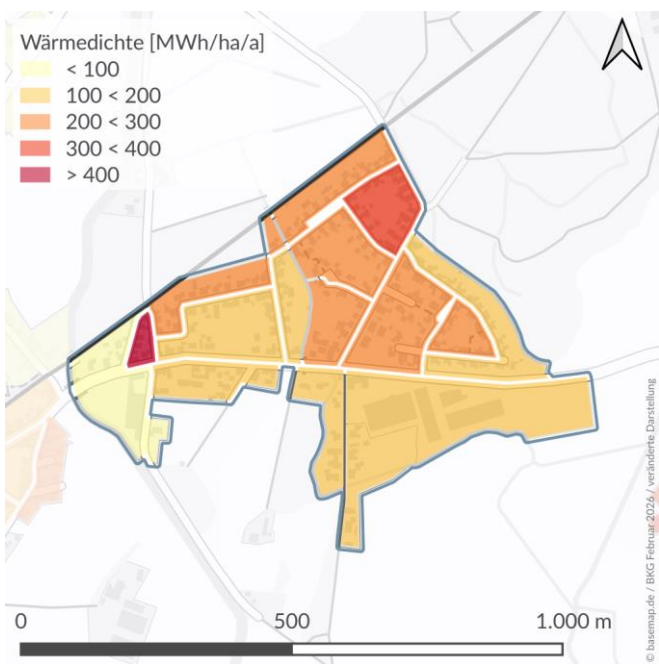 Wärmedichte [MWh/ha/a]
< 100
100 < 200
200 < 300
300 < 400
> 400
0 500 1.000 m
© basemap.de / BKG Februar 2026 / veränderte Darstellung